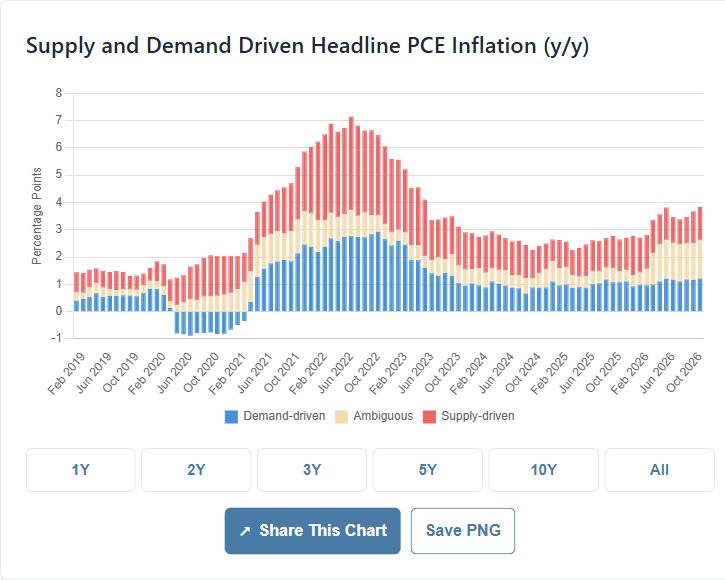 Supply and Demand Driven Headline PCE Inflation (y/y)
8
7
6
5
4
3
2
1
0
-1
Percentage Points
Feb 2019
Jun 2019
Oct 2019
Feb 2020
Jun 2020
Oct 2020
Feb 2021
Jun 2021
Oct 2021
Feb 2022
Jun 2022
Oct 2022
Feb 2023
Jun 2023
Oct 2023
Feb 2024
Jun 2024
Oct 2024
Feb 2025
Jun 2025
Oct 2025
Feb 2026
Jun 2026
Oct 2026
Demand-driven Ambiguous Supply-driven
1Y 2Y 3Y 5Y 10Y All
↗ Share This Chart Save PNG